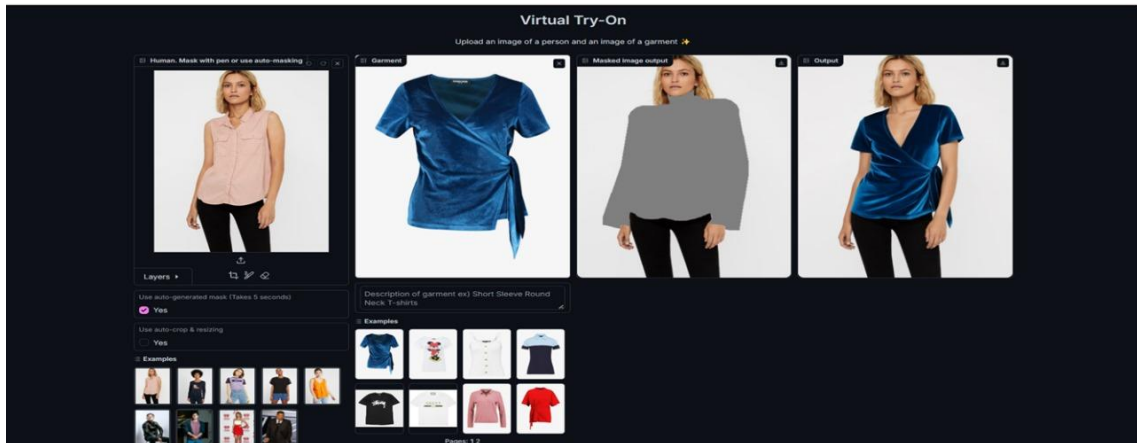 Virtual Try-On
Upload an image of a person and an image of a garment ✨
Human. Mask with pen or use auto-masking
Garment
Masked image output
Output
Layers
Use auto-generated mask (Takes 5 seconds)
Yes
Use auto-crop & resizing
Yes
Examples
Description of garment ex) Short Sleeve Round
Neck T-shirts
Examples
Pages: 1 2